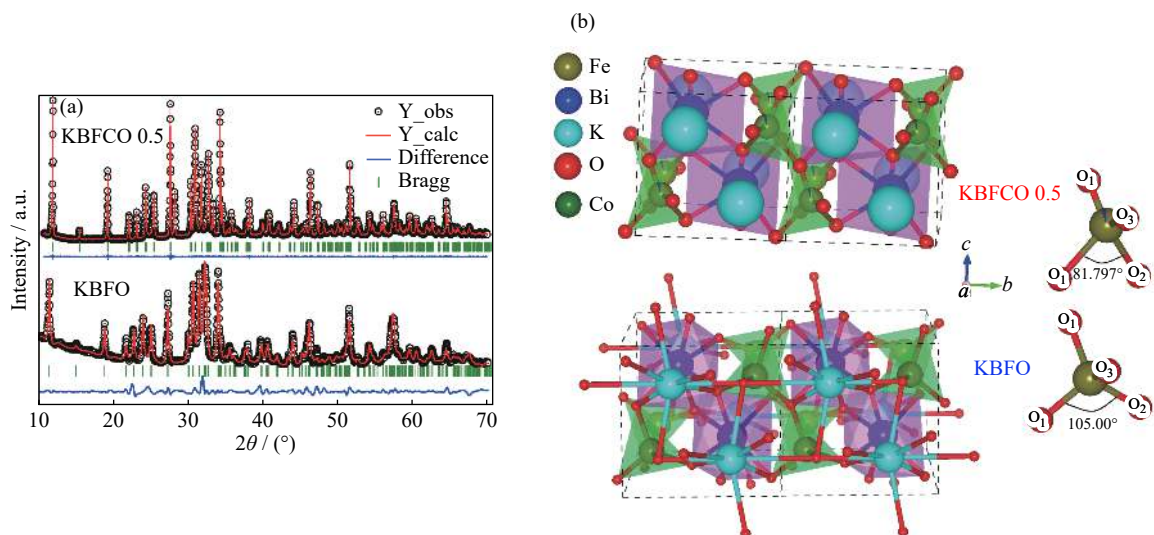 (a)
KBFCO 0.5
Y_obs
Y_calc
Difference
Bragg
KBFO
Intensity / a.u.
10 20 30 40 50 60 70
2θ / (°)
(b)
Fe
Bi
K
O
Co
c
a
b
KBFCO 0.5
O₁
O₃
O₁
O₂
81.797°
KBFO
O₁
O₃
O₁
O₂
105.00°